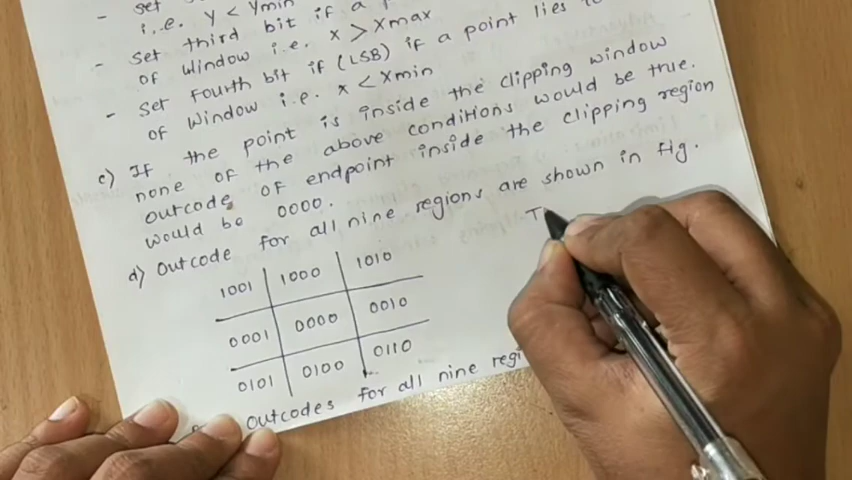 - set
i.e. y < ymin
- set third bit if a
of window i.e. x > xmax
- set fourth bit if (LSB) if a point lies to
of window i.e. x < xmin
c) If the point is inside the clipping window
none of the above conditions would be true.
outcode of endpoint inside the clipping region
would be 0000.
d) outcode for all nine regions are shown in fig.
T
1001 1000 1010
0001 0000 0010
0101 0100 0110
outcodes for all nine regi